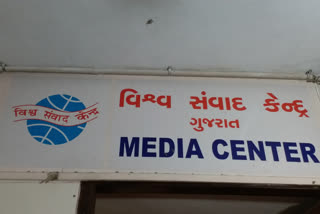 विश्व संवाद केन्द्र
વિશ્વ સંવાદ કેન્દ્ર
ગુજરાત
MEDIA CENTER